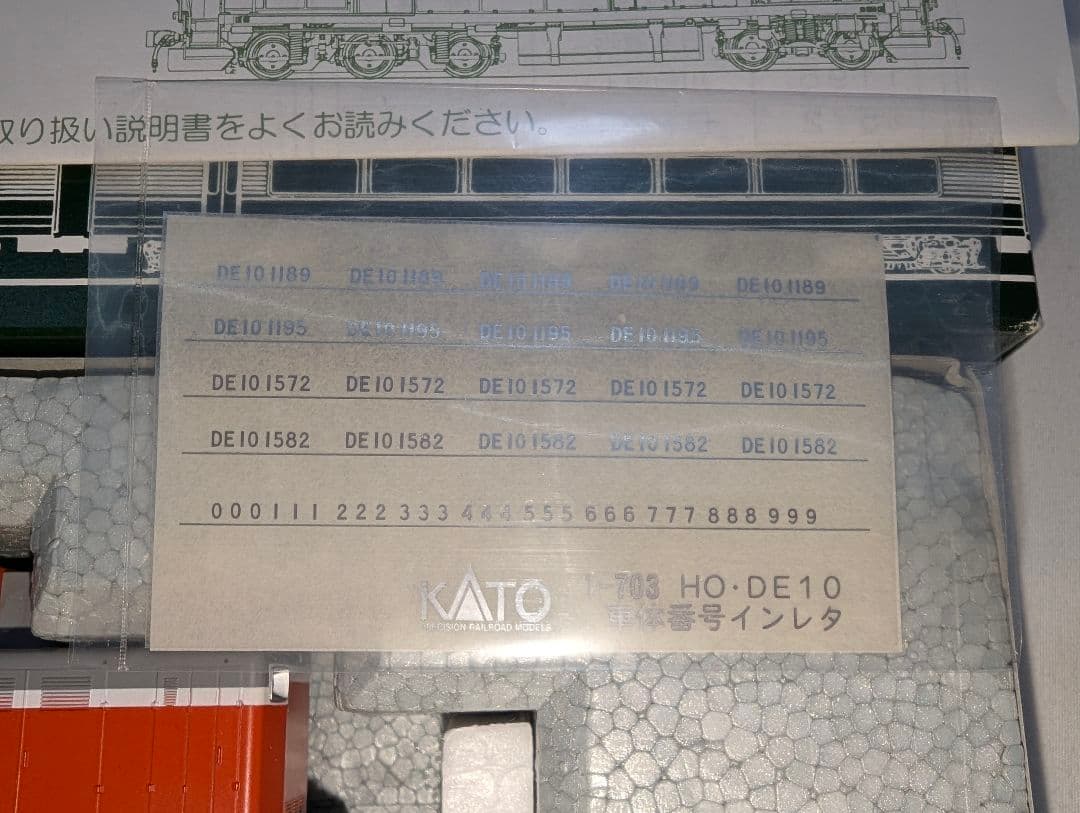 取り扱い説明書をよくお読みください。
DE10 1189 DE10 1189 DE10 1189 DE10 1189 DE10 1189
DE10 1195 DE10 1195 DE10 1195 DE10 1195 DE10 1195
DE10 1572 DE10 1572 DE10 1572 DE10 1572 DE10 1572
DE10 1582 DE10 1582 DE10 1582 DE10 1582 DE10 1582
000111 222 333 444 555 666 777 888 999
KATO
PRECISION RAILROAD MODELS
1-703 HO・DE10
車体番号インレタ